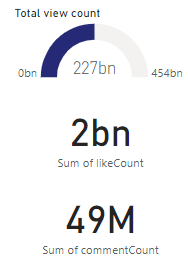 Total view count
227bn
0bn 454bn
2bn
Sum of likeCount
49M
Sum of commentCount